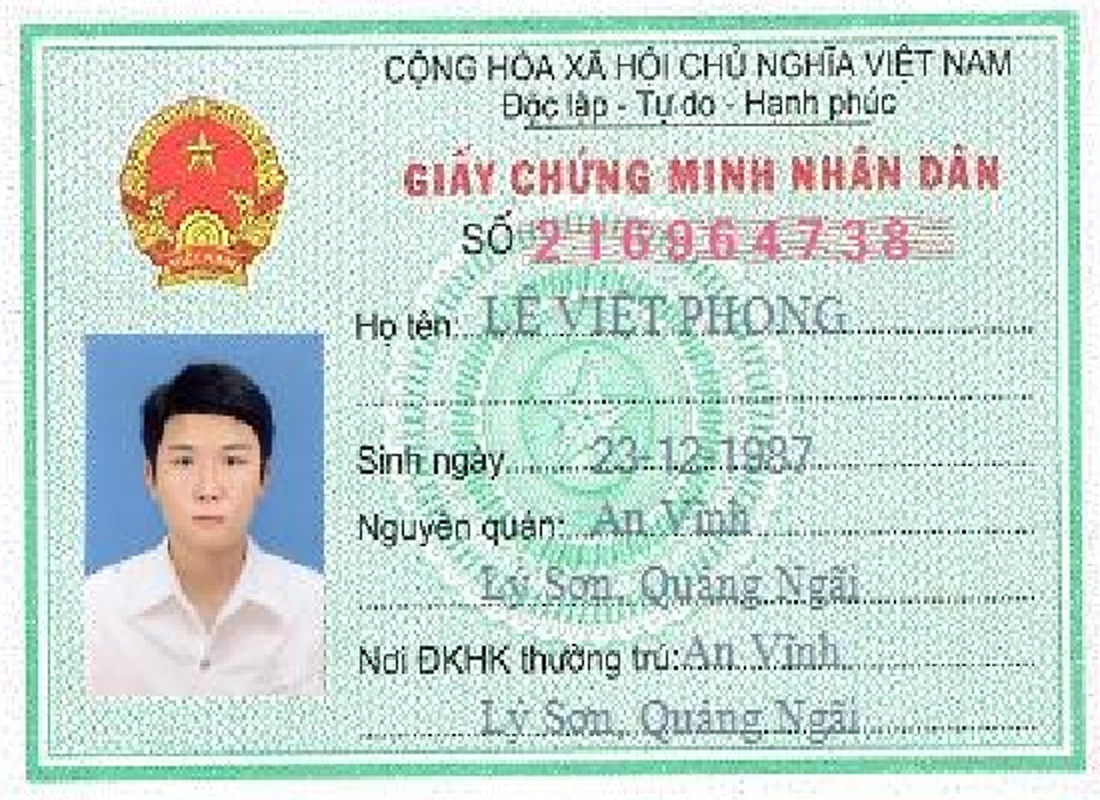 CỘNG HÒA XÃ HỘI CHỦ NGHĨA VIỆT NAM
Độc lập - Tự do - Hạnh phúc
GIẤY CHỨNG MINH NHÂN DÂN
SỐ 216964738
Họ tên: LÊ VIỆT PHONG
Sinh ngày 23-12-1987
Nguyên quán: An Vĩnh
Lý Sơn, Quảng Ngãi
Nơi ĐKHK thường trú: An Vĩnh
Lý Sơn, Quảng Ngãi